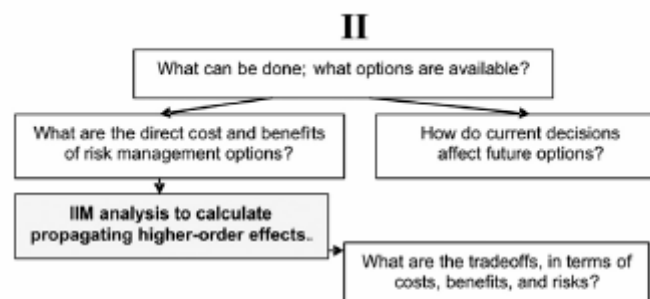 II
What can be done; what options are available?
What are the direct cost and benefits
of risk management options?
How do current decisions
affect future options?
IIM analysis to calculate
propagating higher-order effects..
What are the tradeoffs, in terms of
costs, benefits, and risks?